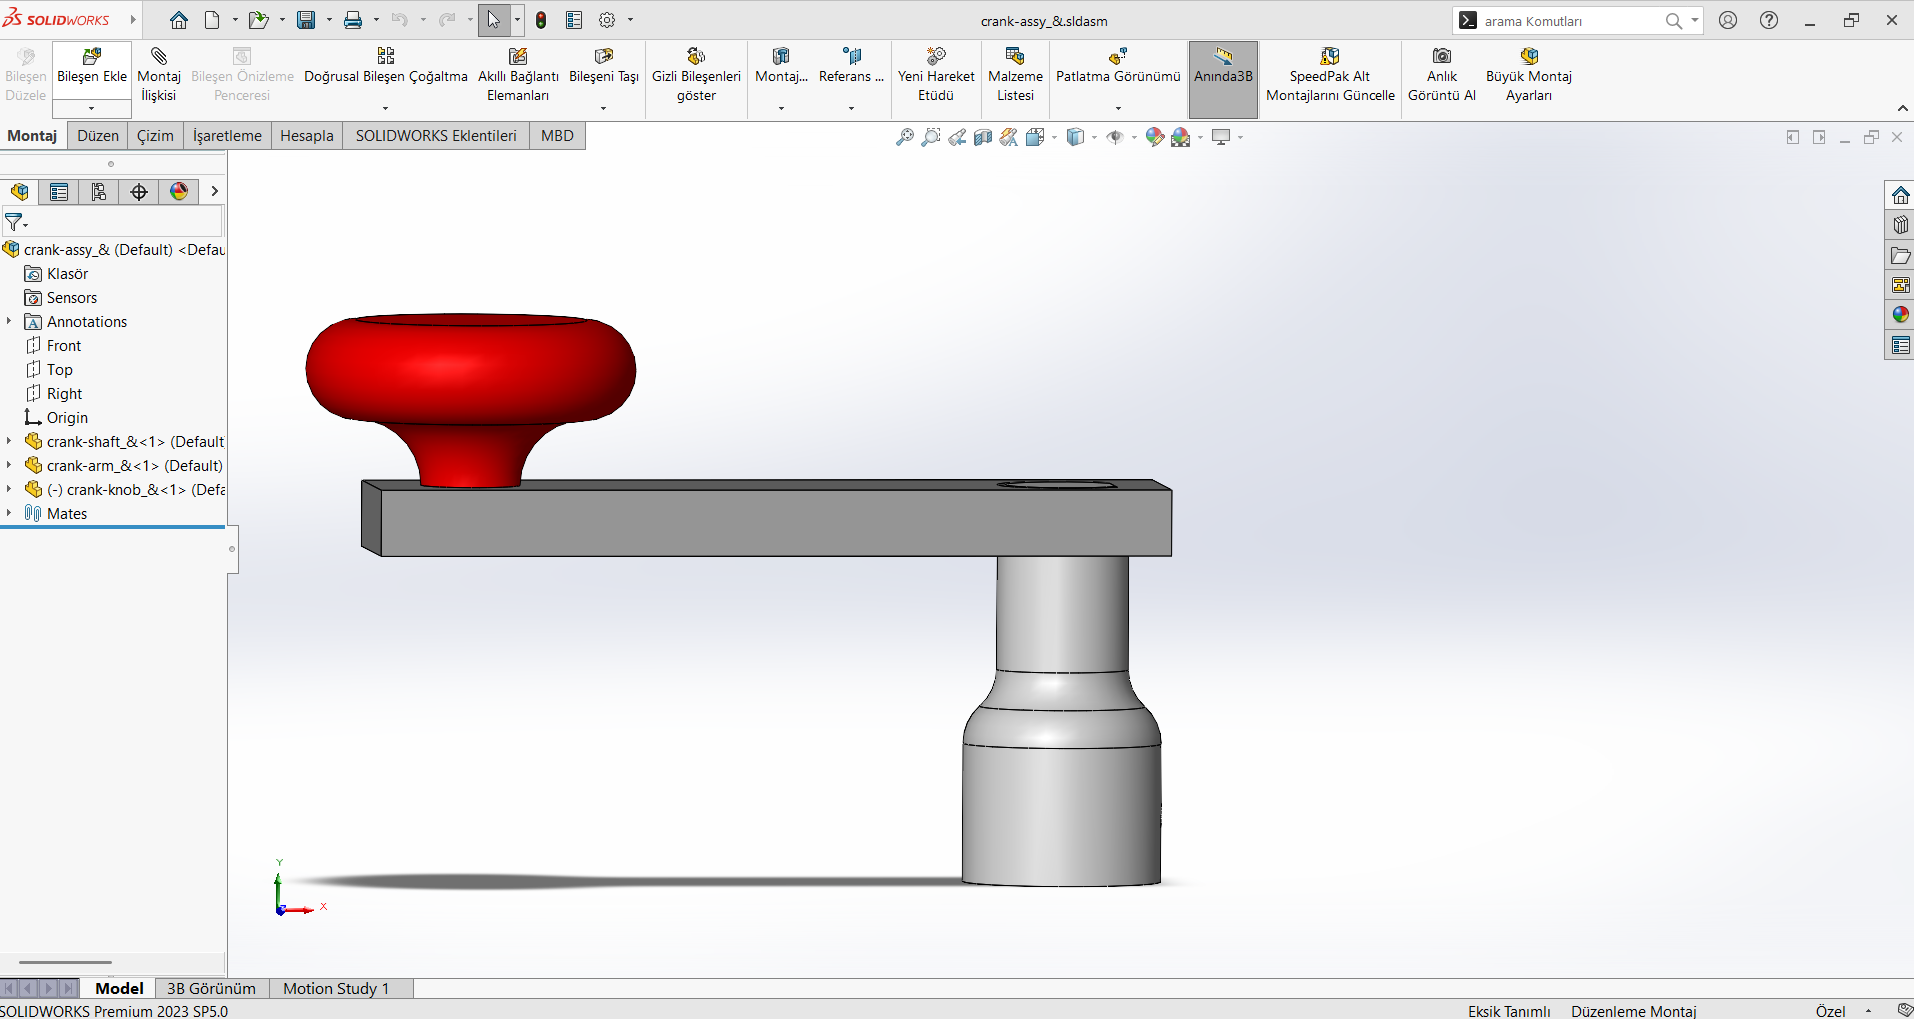 SOLIDWORKS
crank-assy_&.sldasm
arama Komutları
Bileşen Düzele
Bileşen Ekle
Montaj İlişkisi
Bileşen Önizleme Penceresi
Doğrusal Bileşen Çoğaltma
Akıllı Bağlantı Elemanları
Bileşeni Taşı
Gizli Bileşenleri göster
Montaj...
Referans ...
Yeni Hareket Etüdü
Malzeme Listesi
Patlatma Görünümü
Anında3B
SpeedPak Alt Montajlarını Güncelle
Anlık Görüntü Al
Büyük Montaj Ayarları
Montaj
Düzen
Çizim
İşaretleme
Hesapla
SOLIDWORKS Eklentileri
MBD
crank-assy_& (Default) <Defau
Klasör
Sensors
Annotations
Front
Top
Right
Origin
crank-shaft_&<1> (Default
crank-arm_&<1> (Default)
(-) crank-knob_&<1> (Defa
Mates
Y
X
Model
3B Görünüm
Motion Study 1
SOLIDWORKS Premium 2023 SP5.0
Eksik Tanımlı
Düzenleme Montaj
Özel